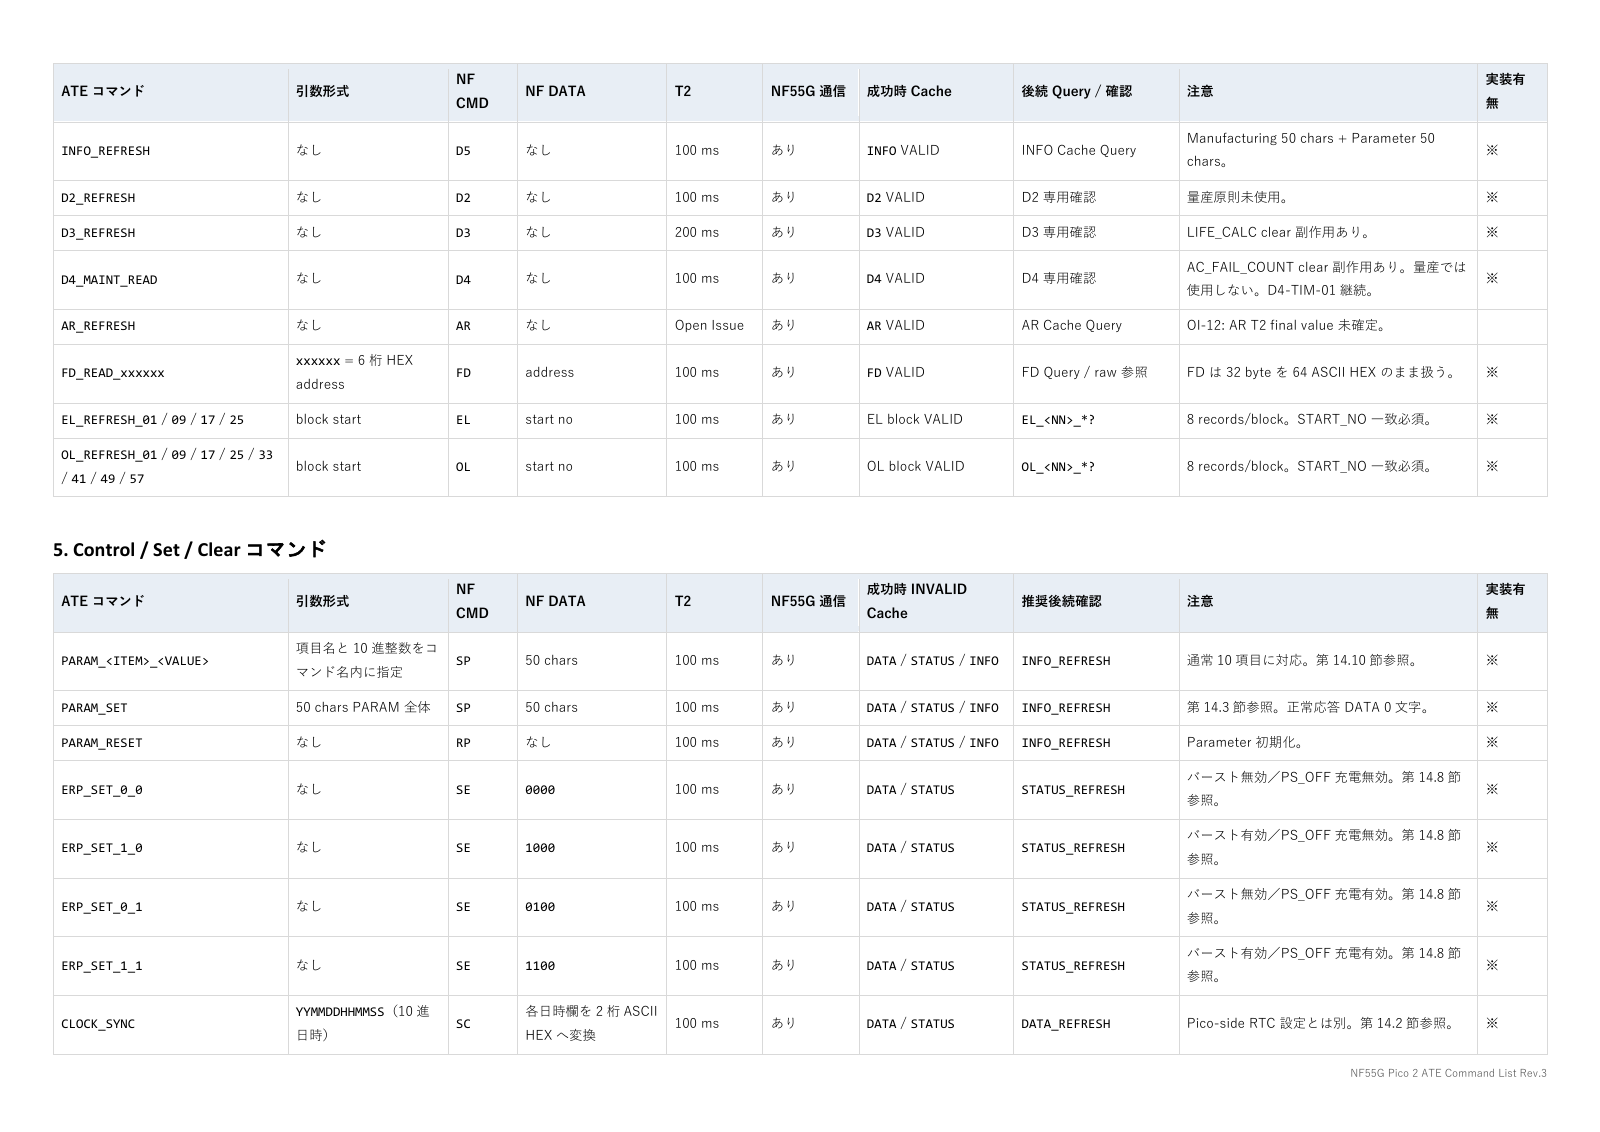 ATE コマンド 引数形式 NF CMD NF DATA T2 NF55G 通信 成功時 Cache 後続 Query / 確認 注意 実装有無
INFO_REFRESH なし D5 なし 100 ms あり INFO VALID INFO Cache Query Manufacturing 50 chars + Parameter 50 chars。 ※
D2_REFRESH なし D2 なし 100 ms あり D2 VALID D2 専用確認 量産原則未使用。 ※
D3_REFRESH なし D3 なし 200 ms あり D3 VALID D3 専用確認 LIFE_CALC clear 副作用あり。 ※
D4_MAINT_READ なし D4 なし 100 ms あり D4 VALID D4 専用確認 AC_FAIL_COUNT clear 副作用あり。量産では使用しない。D4-TIM-01 継続。 ※
AR_REFRESH なし AR なし Open Issue あり AR VALID AR Cache Query OI-12: AR T2 final value 未確定。
FD_READ_xxxxxx xxxxxx = 6 桁 HEX address FD address 100 ms あり FD VALID FD Query / raw 参照 FD は 32 byte を 64 ASCII HEX のまま扱う。 ※
EL_REFRESH_01 / 09 / 17 / 25 block start EL start no 100 ms あり EL block VALID EL_<NN>_*? 8 records/block。START_NO 一致必須。 ※
OL_REFRESH_01 / 09 / 17 / 25 / 33 / 41 / 49 / 57 block start OL start no 100 ms あり OL block VALID OL_<NN>_*? 8 records/block。START_NO 一致必須。 ※
5. Control / Set / Clear コマンド
ATE コマンド 引数形式 NF CMD NF DATA T2 NF55G 通信 成功時 INVALID Cache 推奨後続確認 注意 実装有無
PARAM_<ITEM>_<VALUE> 項目名と 10 進整数をコマンド名内に指定 SP 50 chars 100 ms あり DATA / STATUS / INFO INFO_REFRESH 通常 10 項目に対応。第 14.10 節参照。 ※
PARAM_SET 50 chars PARAM 全体 SP 50 chars 100 ms あり DATA / STATUS / INFO INFO_REFRESH 第 14.3 節参照。正常応答 DATA 0 文字。 ※
PARAM_RESET なし RP なし 100 ms あり DATA / STATUS / INFO INFO_REFRESH Parameter 初期化。 ※
ERP_SET_0_0 なし SE 0000 100 ms あり DATA / STATUS STATUS_REFRESH バースト無効／PS_OFF 充電無効。第 14.8 節参照。 ※
ERP_SET_1_0 なし SE 1000 100 ms あり DATA / STATUS STATUS_REFRESH バースト有効／PS_OFF 充電無効。第 14.8 節参照。 ※
ERP_SET_0_1 なし SE 0100 100 ms あり DATA / STATUS STATUS_REFRESH バースト無効／PS_OFF 充電有効。第 14.8 節参照。 ※
ERP_SET_1_1 なし SE 1100 100 ms あり DATA / STATUS STATUS_REFRESH バースト有効／PS_OFF 充電有効。第 14.8 節参照。 ※
CLOCK_SYNC YYMMDDHHMMSS（10 進日時） SC 各日時欄を 2 桁 ASCII HEX へ変換 100 ms あり DATA / STATUS DATA_REFRESH Pico-side RTC 設定とは別。第 14.2 節参照。 ※
NF55G Pico 2 ATE Command List Rev.3